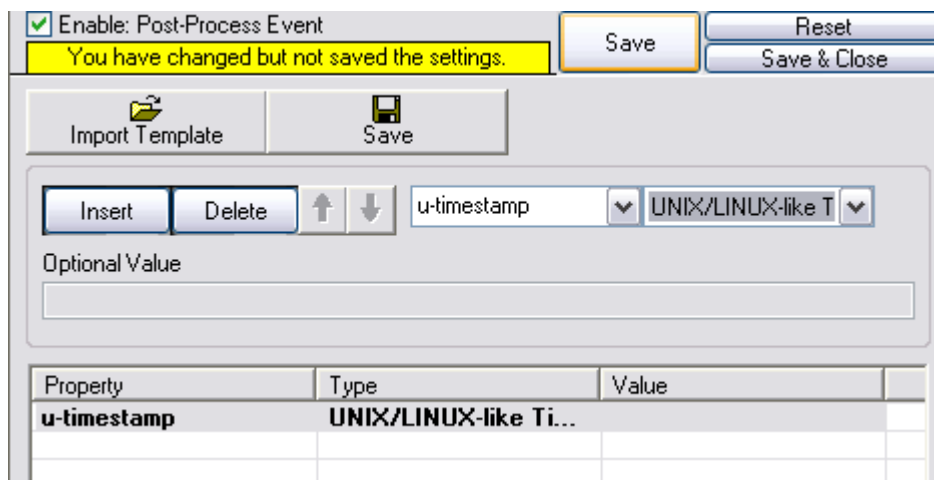 Enable: Post-Process Event
You have changed but not saved the settings.
Save
Reset
Save & Close
Import Template
Save
Insert
Delete
u-timestamp
UNIX/LINUX-like T
Optional Value
Property Type Value
u-timestamp UNIX/LINUX-like Ti...